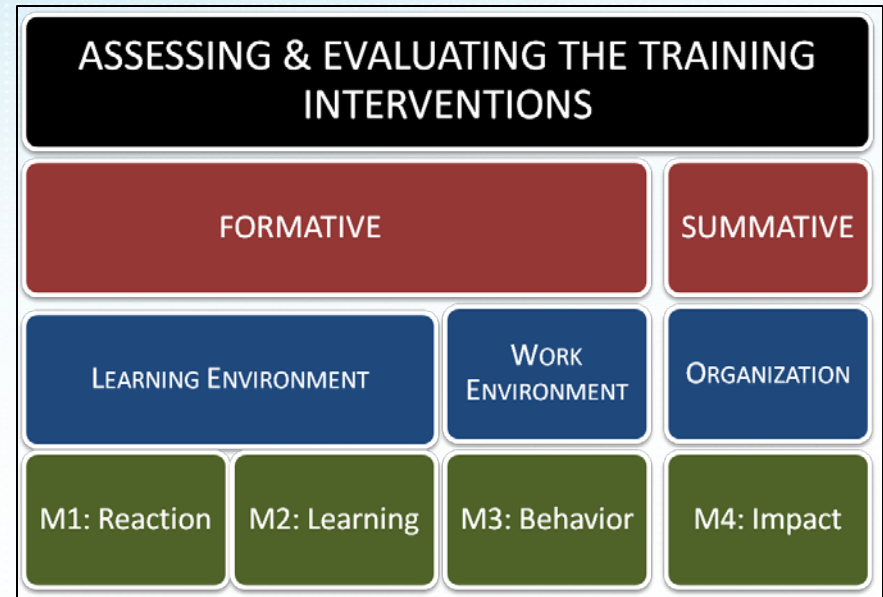 ASSESSING & EVALUATING THE TRAINING
INTERVENTIONS
FORMATIVE
SUMMATIVE
LEARNING ENVIRONMENT
WORK
ENVIRONMENT
ORGANIZATION
M1: Reaction
M2: Learning
M3: Behavior
M4: Impact